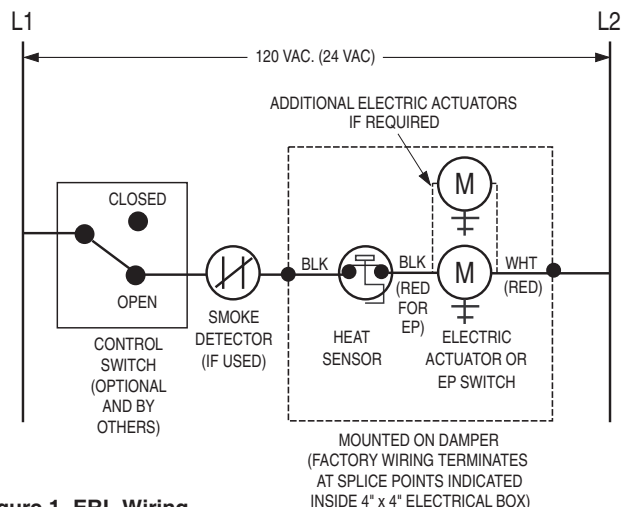 L1
L2
120 VAC. (24 VAC)
ADDITIONAL ELECTRIC ACTUATORS
IF REQUIRED
M
CLOSED
OPEN
BLK
BLK
(RED
FOR
EP)
M
WHT
(RED)
CONTROL
SWITCH
(OPTIONAL
AND BY
OTHERS)
SMOKE
DETECTOR
(IF USED)
HEAT
SENSOR
ELECTRIC
ACTUATOR OR
EP SWITCH
MOUNTED ON DAMPER
(FACTORY WIRING TERMINATES
AT SPLICE POINTS INDICATED
INSIDE 4" x 4" ELECTRICAL BOX)